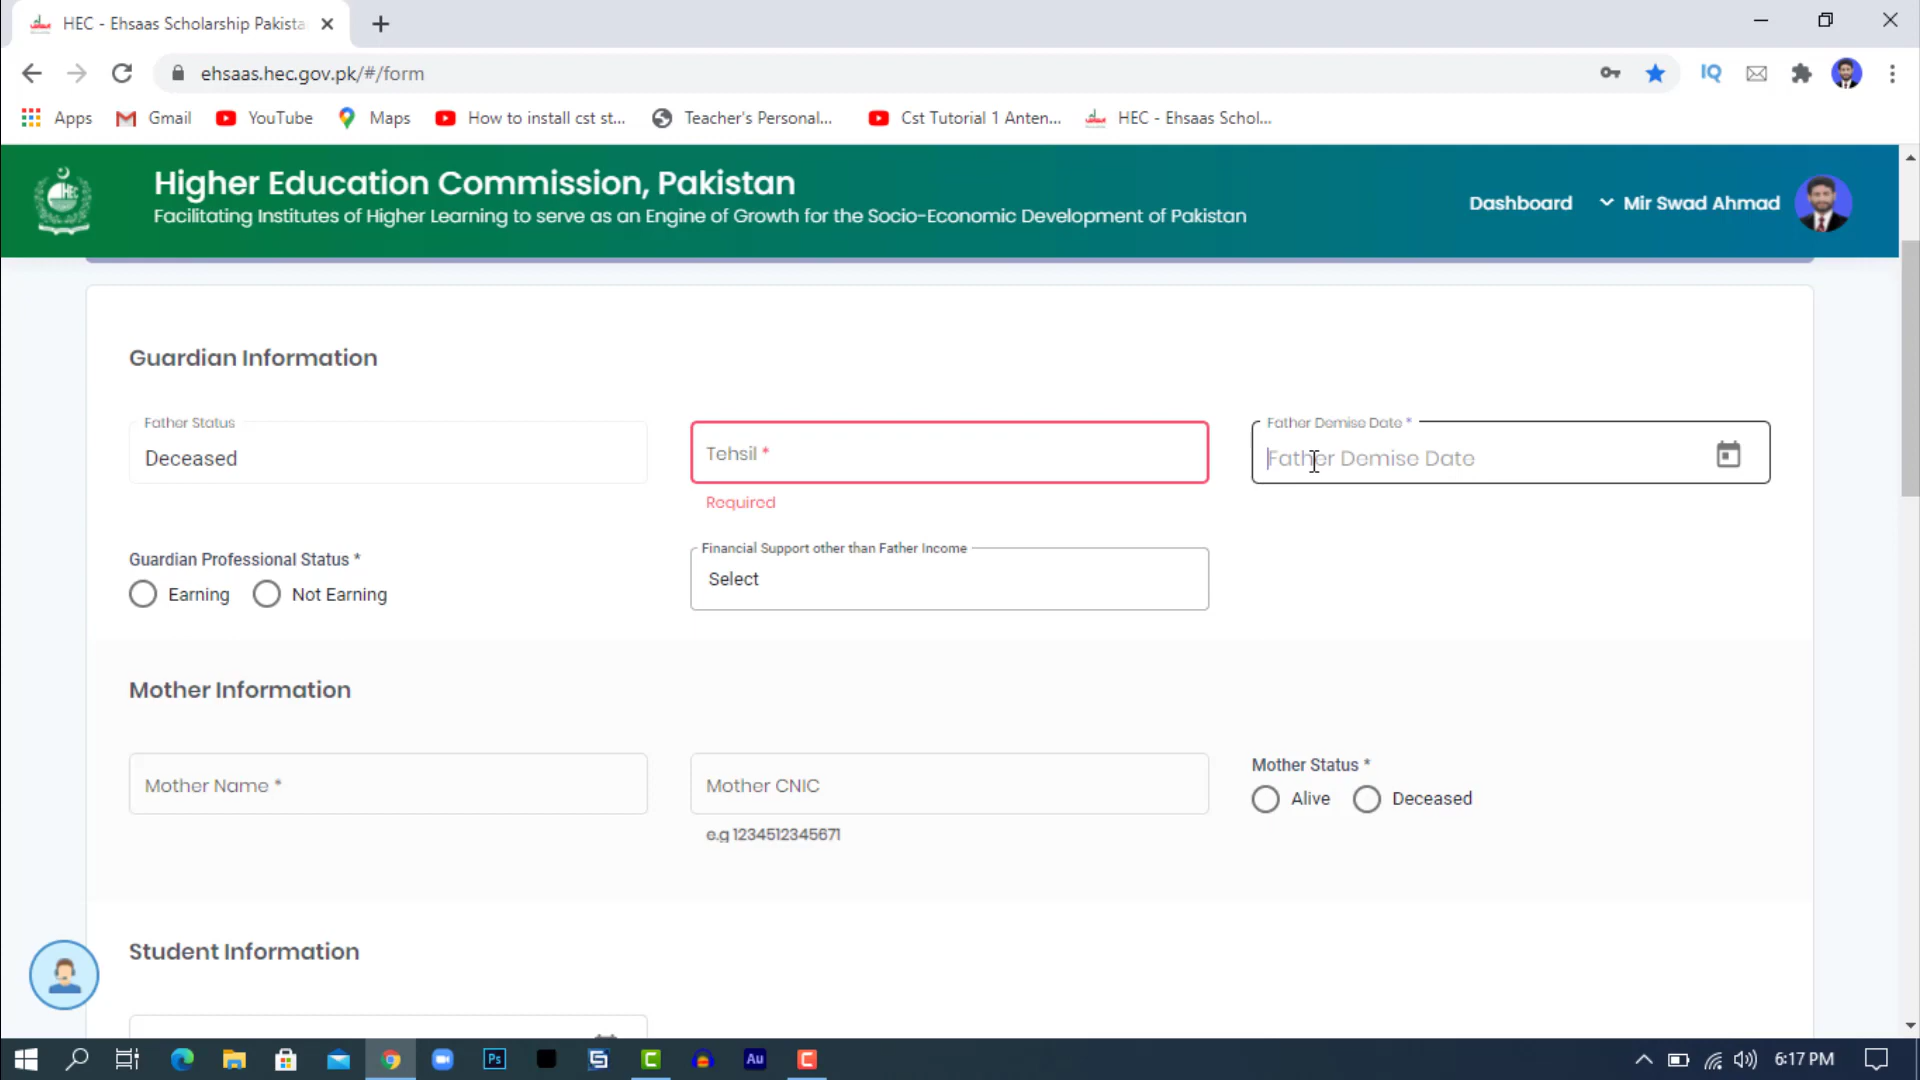 HEC - Ehsaas Scholarship Pakista
ehsaas.hec.gov.pk/#/form
IQ
Apps
Gmail
YouTube
Maps
How to install cst st...
Teacher's Personal...
Cst Tutorial 1 Anten...
HEC - Ehsaas Schol...
HEC
Higher Education Commission, Pakistan
Facilitating Institutes of Higher Learning to serve as an Engine of Growth for the Socio-Economic Development of Pakistan
Dashboard
Mir Swad Ahmad
Guardian Information
Father Status
Deceased
Tehsil *
Required
Father Demise Date *
Father Demise Date
Guardian Professional Status *
Earning
Not Earning
Financial Support other than Father Income
Select
Mother Information
Mother Name *
Mother CNIC
e.g 1234512345671
Mother Status *
Alive
Deceased
Student Information
Ps
S
C
Au
C
6:17 PM